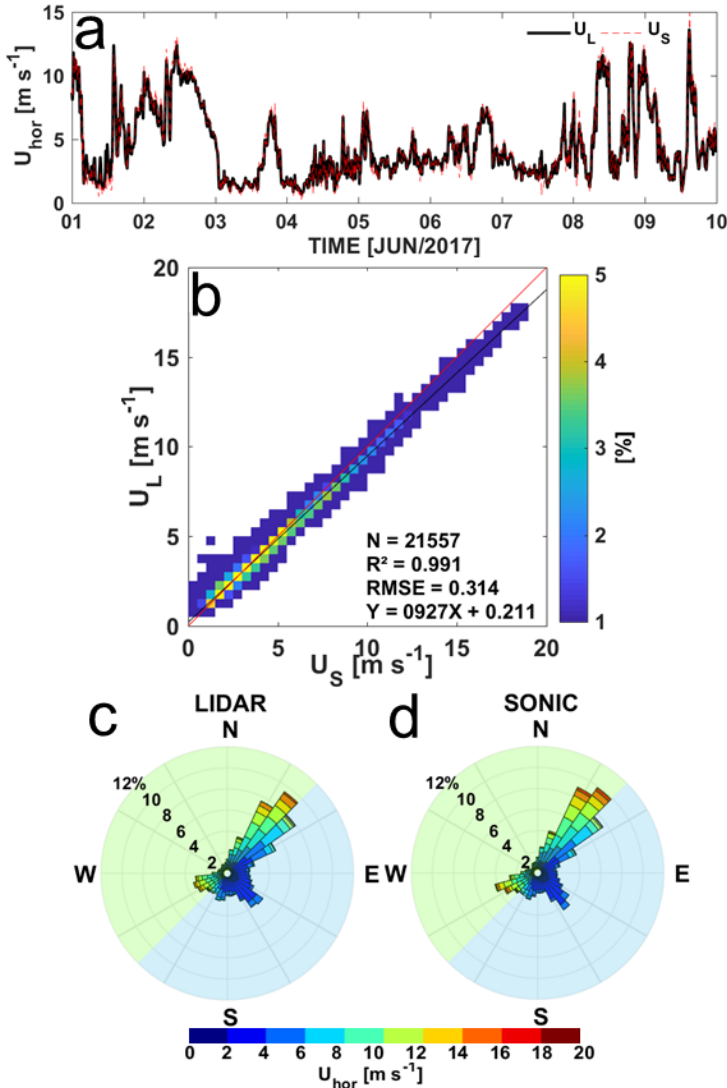 a
U_L U_S
U_hor [m s⁻¹]
15
10
5
0
01 02 03 04 05 06 07 08 09 10
TIME [JUN/2017]
b
U_L [m s⁻¹]
20
15
10
5
0
N = 21557
R² = 0.991
RMSE = 0.314
Y = 0927X + 0.211
0 5 10 15 20
U_S [m s⁻¹]
5
4
3
2
1
[%]
c
LIDAR
N
12%
10
8
6
4
2
W
E
S
d
SONIC
N
12%
10
8
6
4
2
W
E
S
0 2 4 6 8 10 12 14 16 18 20
U_hor [m s⁻¹]